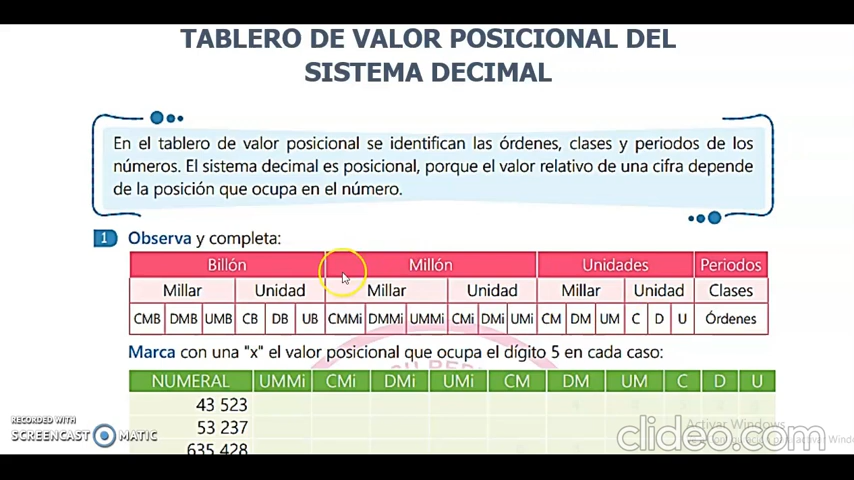 TABLERO DE VALOR POSICIONAL DEL
SISTEMA DECIMAL
En el tablero de valor posicional se identifican las órdenes, clases y periodos de los
números. El sistema decimal es posicional, porque el valor relativo de una cifra depende
de la posición que ocupa en el número.
1 Observa y completa:
Billón Millón Unidades Periodos
Millar Unidad Millar Unidad Millar Unidad Clases
CMB DMB UMB CB DB UB CMMi DMMi UMMi CMi DMi UMi CM DM UM C D U Órdenes
Marca con una "x" el valor posicional que ocupa el dígito 5 en cada caso:
NUMERAL UMMi CMi DMi UMi CM DM UM C D U
43 523
53 237
635 428
RECORDED WITH
SCREENCAST MATIC
Activar Windows
clideo.com